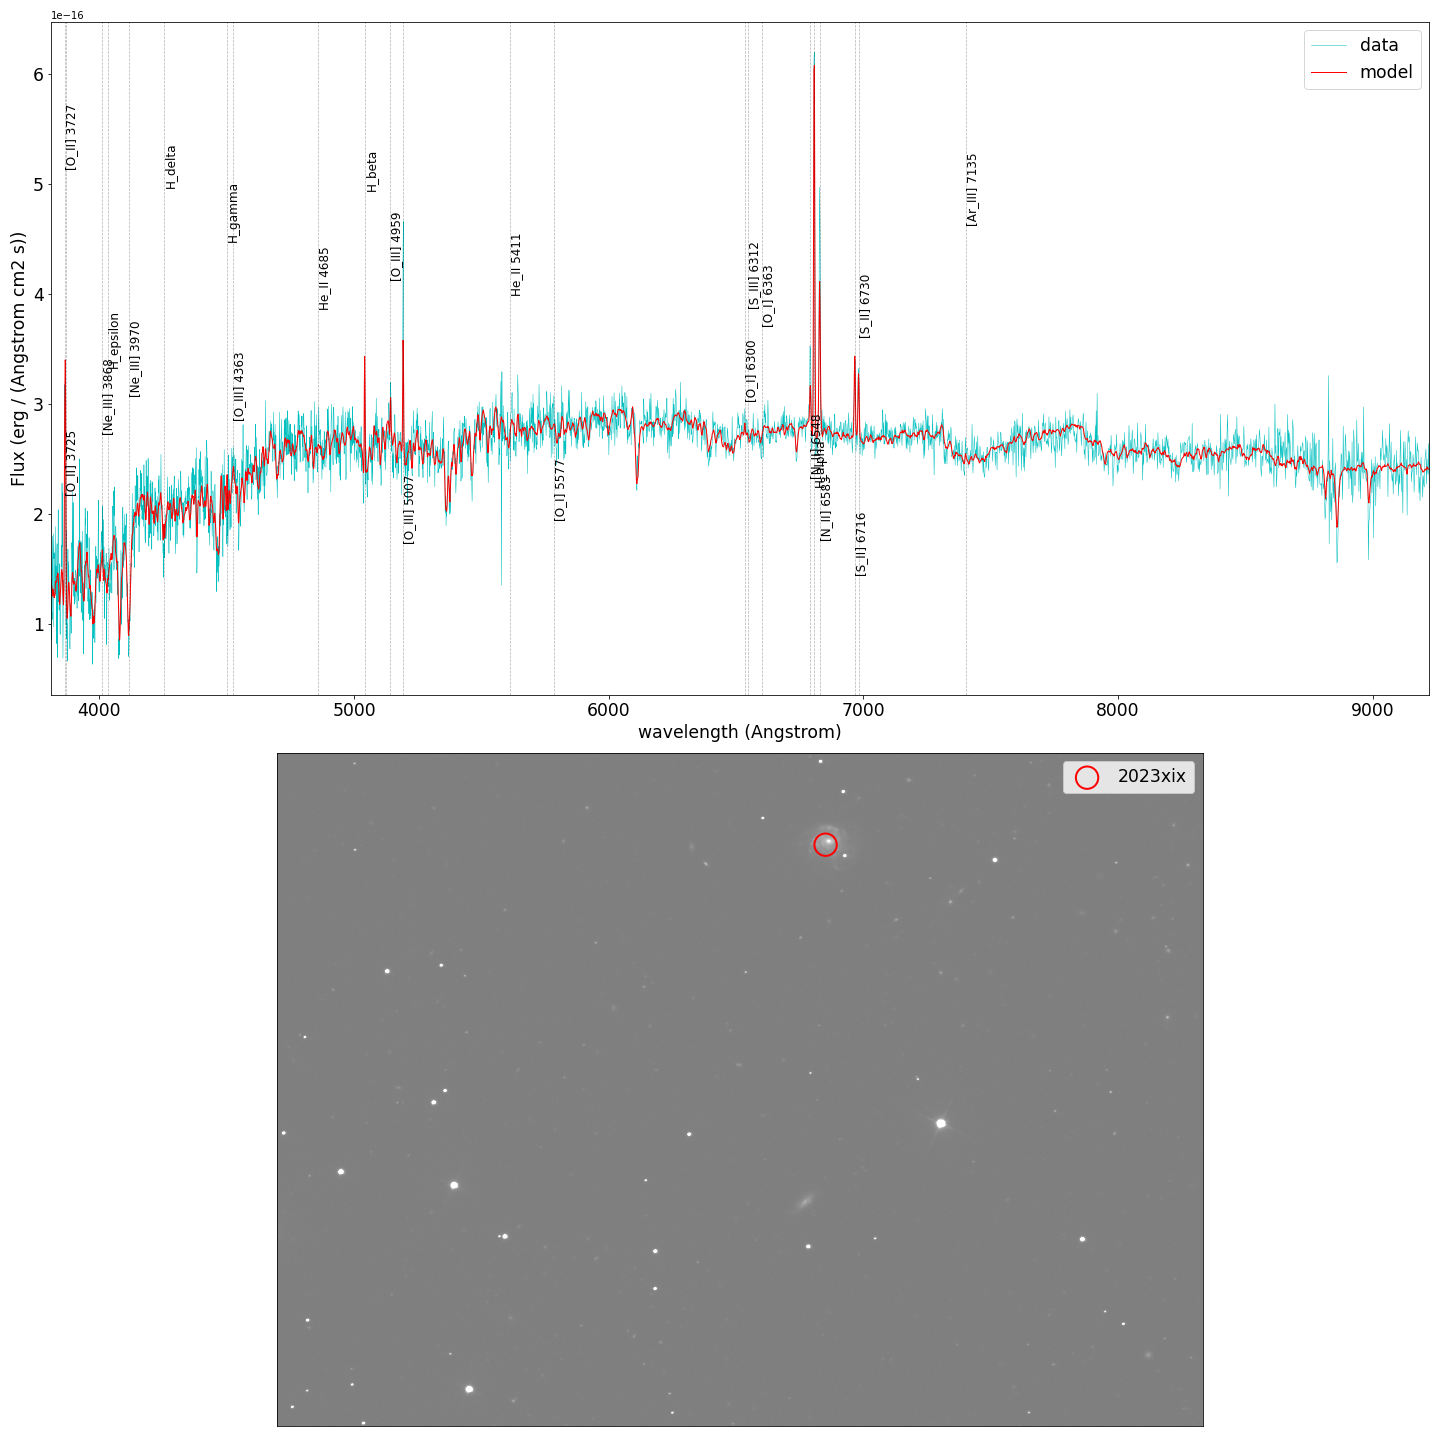 1e−16
data
model
6
5
4
3
2
1
Flux (erg / (Angstrom cm2 s))
[O_II] 3727
[O_II] 3725
[Ne_III] 3868
H_epsilon
[Ne_III] 3970
H_delta
H_gamma
[O_III] 4363
He_II 4685
H_beta
[O_III] 4959
[O_III] 5007
He_II 5411
[O_I] 5577
[O_I] 6300
[S_III] 6312
[O_I] 6363
[N_II] 6548
H_alpha
[N_II] 6583
[S_II] 6716
[S_II] 6730
[Ar_III] 7135
4000 5000 6000 7000 8000 9000
wavelength (Angstrom)
2023xix